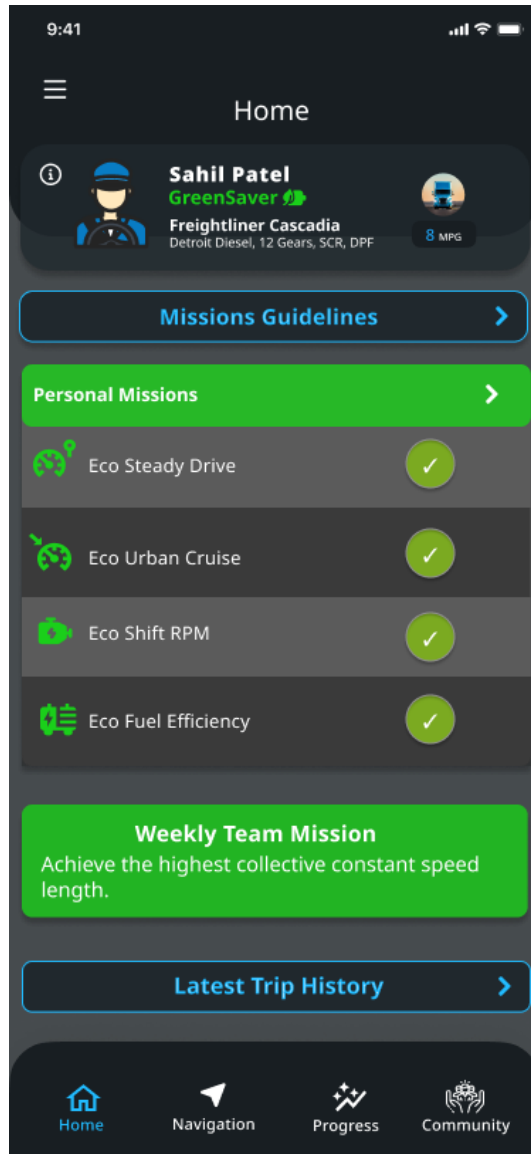 9:41
Home
Sahil Patel
GreenSaver
Freightliner Cascadia
Detroit Diesel, 12 Gears, SCR, DPF
8 MPG
Missions Guidelines
Personal Missions
Eco Steady Drive
Eco Urban Cruise
Eco Shift RPM
Eco Fuel Efficiency
Weekly Team Mission
Achieve the highest collective constant speed
length.
Latest Trip History
Home
Navigation
Progress
Community